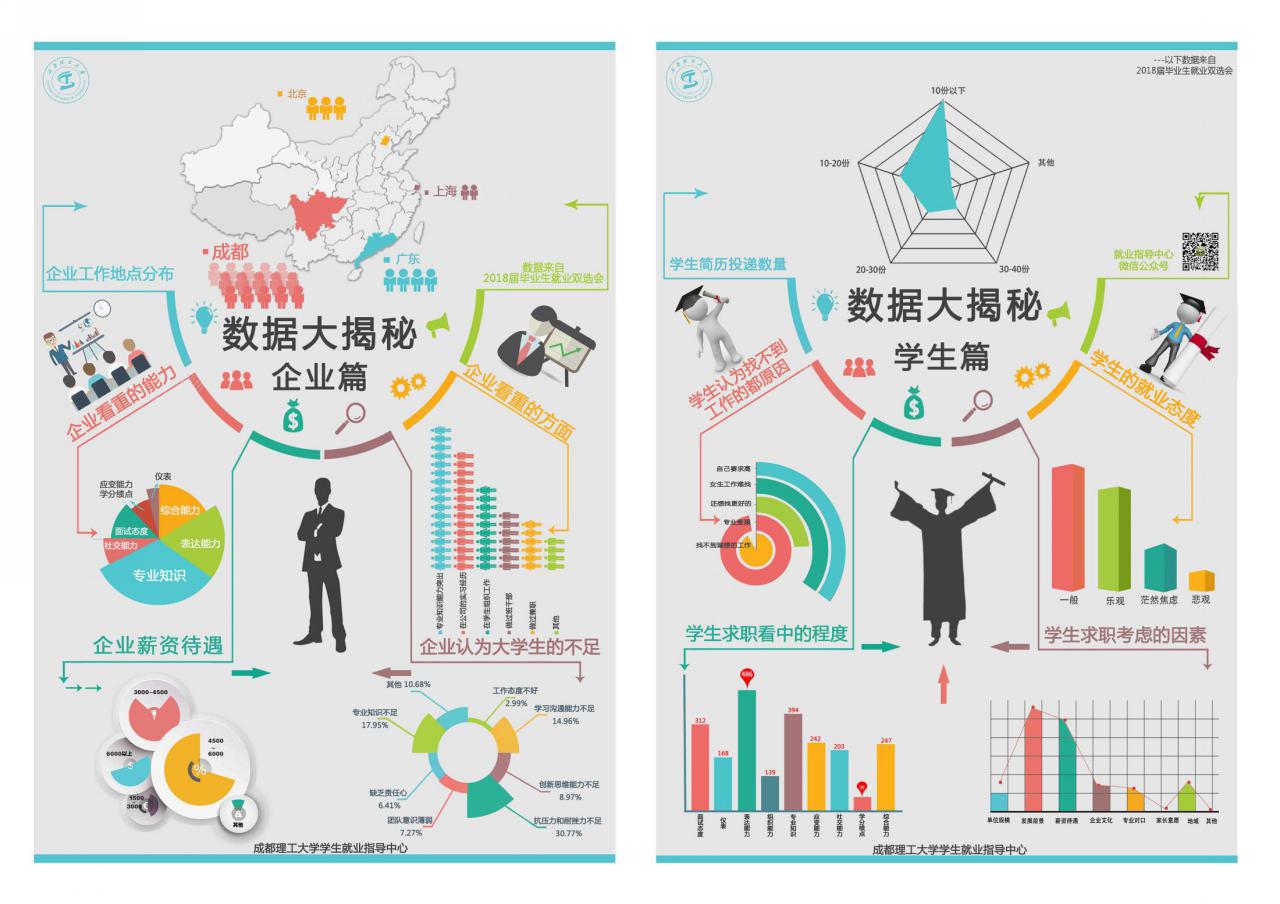 北京
上海
成都
广东
企业工作地点分布
数据来自
2018届毕业生就业双选会
数据大揭秘
企业篇
企业看重的能力
企业看重的方面
仪表
应变能力
学分绩点
综合能力
面试态度
表达能力
社交能力
专业知识
专业知识能力突出
在公司的实习经历
在学生组织工作
做过班干部
做过兼职
其他
企业薪资待遇
企业认为大学生的不足
3000-4500
4500
~
6000
6000以上
1500
3000
%
$
€
&
其他
其他 10.68%
工作态度不好
2.99%
专业知识不足
17.95%
学习沟通能力不足
14.96%
创新思维能力不足
8.97%
缺乏责任心
6.41%
团队意识薄弱
7.27%
抗压力和耐挫力不足
30.77%
成都理工大学学生就业指导中心
---以下数据来自
2018届毕业生就业双选会
10份以下
10-20份
其他
20-30份
30-40份
学生简历投递数量
就业指导中心
微信公众号
数据大揭秘
学生篇
学生认为找不到
工作的都原因
学生的就业态度
自己要求高
女生工作难找
还想找更好的
专业受限
找不到理想的工作
一般
乐观
茫然焦虑
悲观
学生求职看中的程度
学生求职考虑的因素
312
168
486
139
394
242
203
247
面试态度
仪表
表达能力
组织能力
专业知识
应变能力
社交能力
学分绩点
综合能力
单位规模
发展前景
薪资待遇
企业文化
专业对口
家长意愿
地域
其他
成都理工大学学生就业指导中心